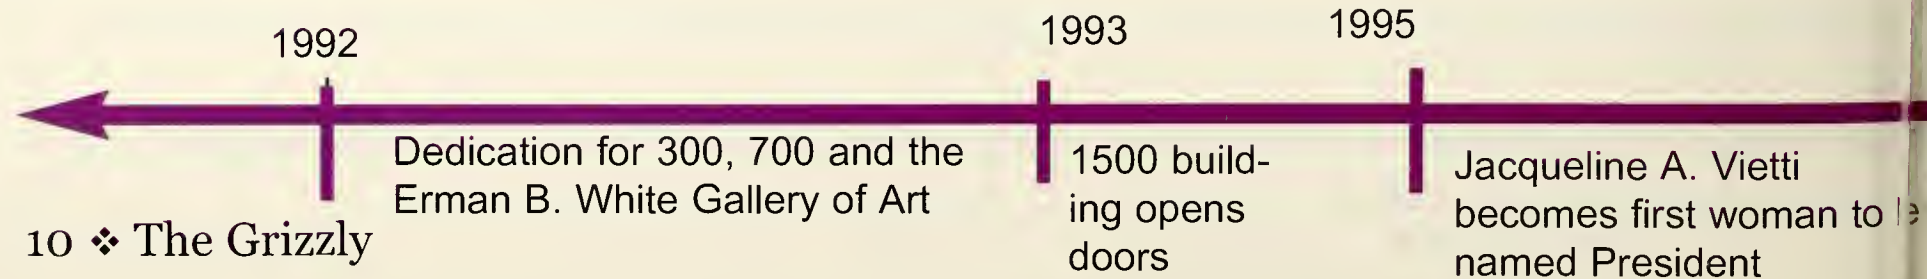 1992
1993
1995
Dedication for 300, 700 and the
Erman B. White Gallery of Art
1500 build-
ing opens
doors
Jacqueline A. Vietti
becomes first woman to
named President
10 ❖ The Grizzly